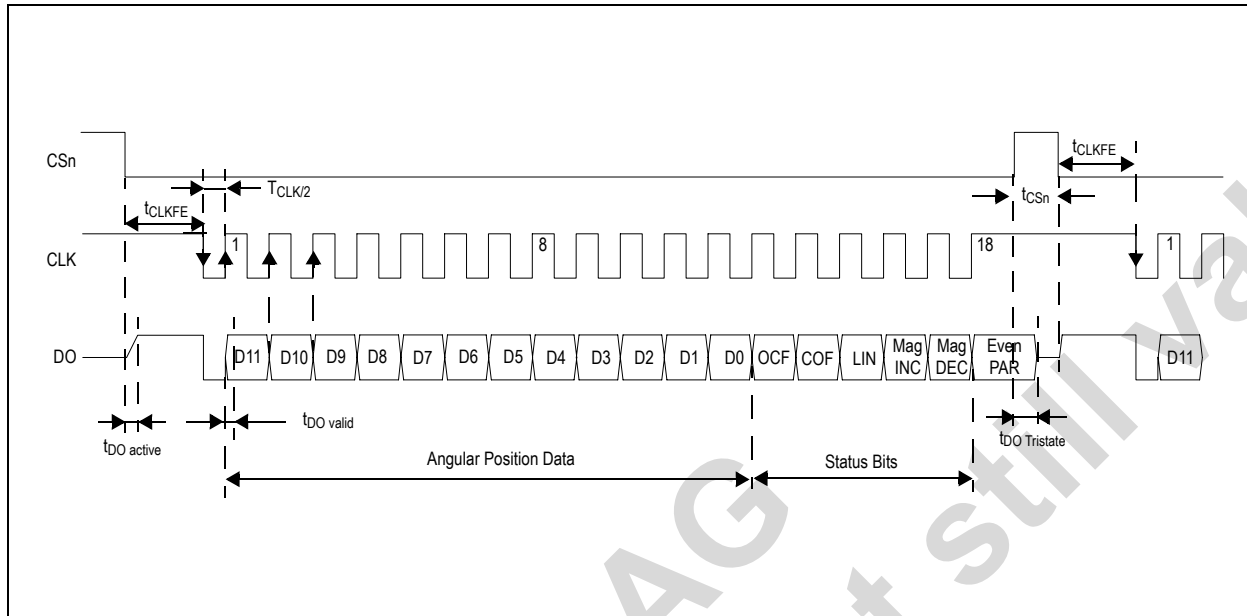 CSn
tCLKFE
TCLK/2
tCLKFE
tCSn
CLK
1
8
18
1
DO
D11 D10 D9 D8 D7 D6 D5 D4 D3 D2 D1 D0 OCF COF LIN Mag INC Mag DEC Even PAR D11
tDO active
tDO valid
tDO Tristate
Angular Position Data
Status Bits
AG
still